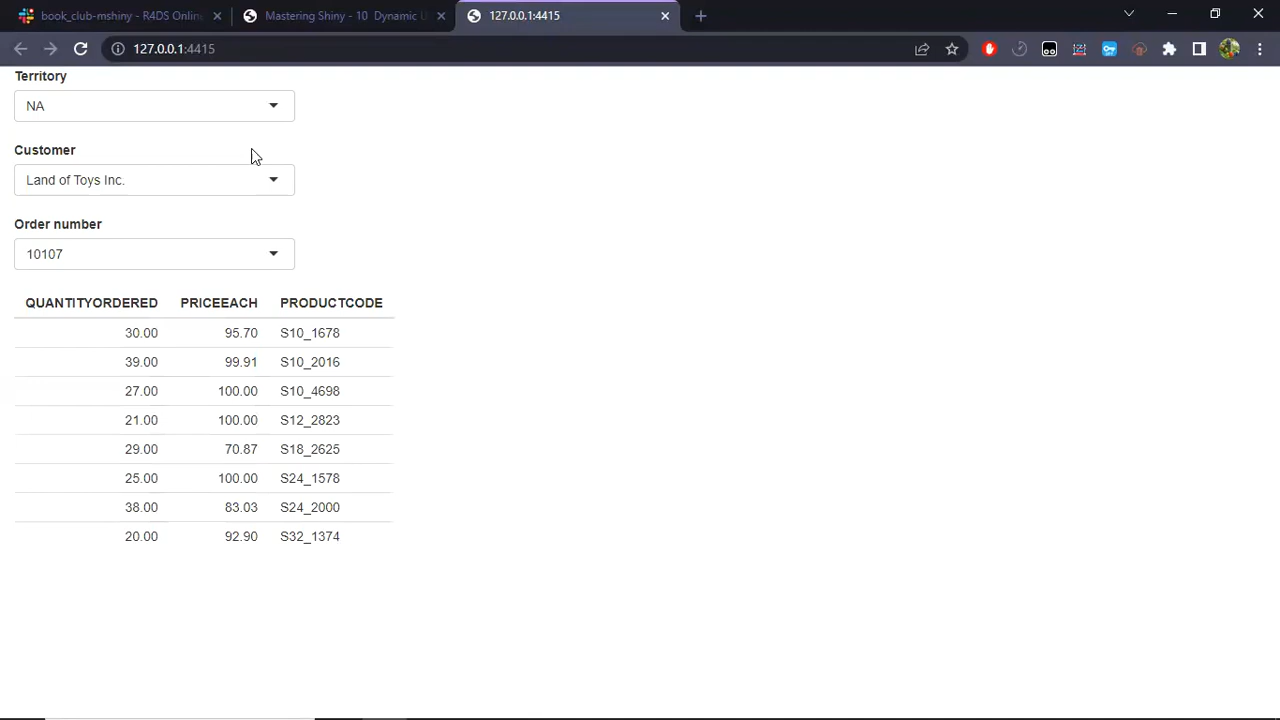 book_club-mshiny - R4DS Onlin
Mastering Shiny - 10 Dynamic U
127.0.0.1:4415
127.0.0.1:4415
Territory
NA
Customer
Land of Toys Inc.
Order number
10107
QUANTITYORDERED PRICEEACH PRODUCTCODE
30.00 95.70 S10_1678
39.00 99.91 S10_2016
27.00 100.00 S10_4698
21.00 100.00 S12_2823
29.00 70.87 S18_2625
25.00 100.00 S24_1578
38.00 83.03 S24_2000
20.00 92.90 S32_1374